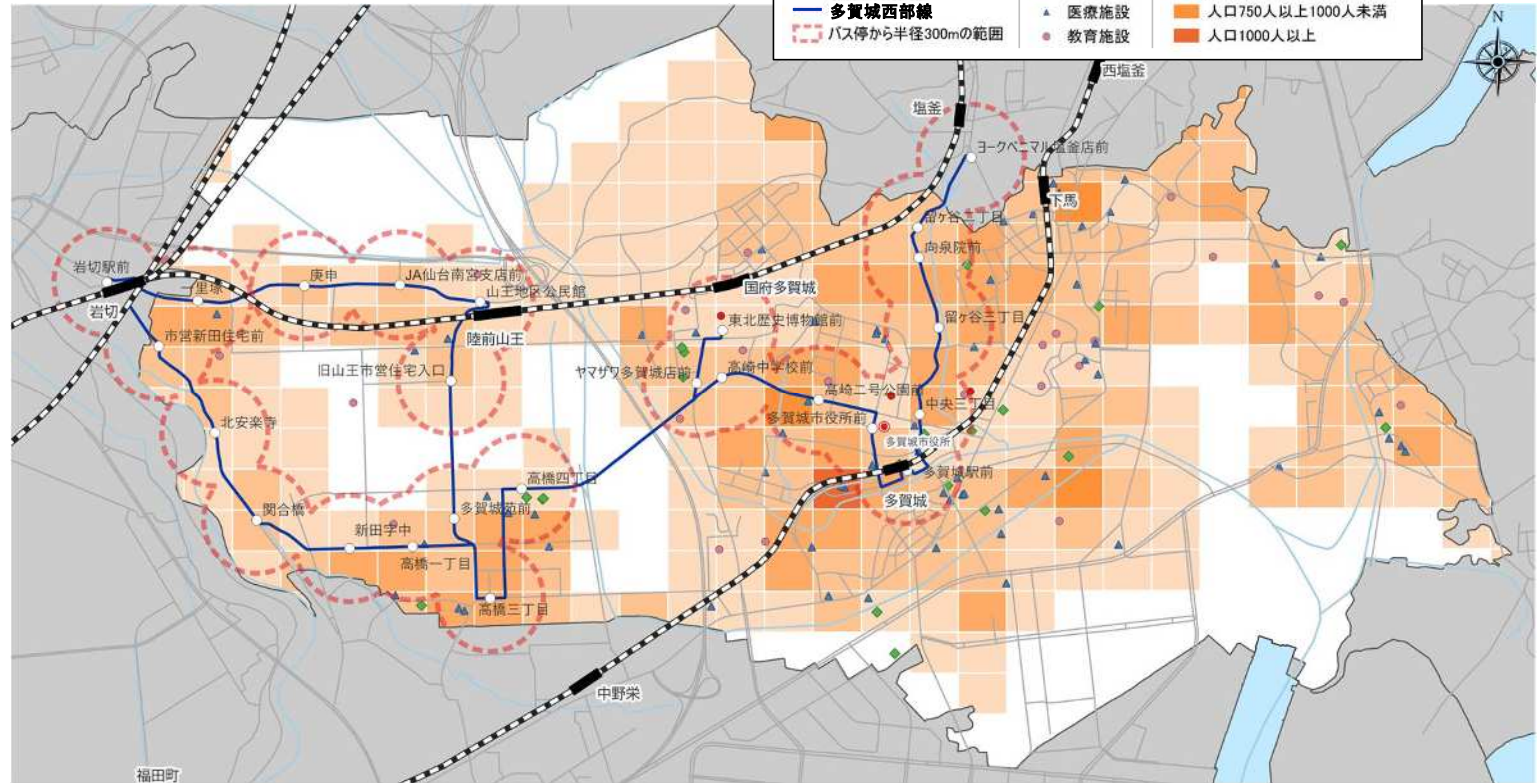 多賀城西部線
バス停から半径300mの範囲
医療施設
教育施設
人口750人以上1000人未満
人口1000人以上
N
西塩釜
塩釜
ヨークベニマル塩釜店前
下馬
留ヶ谷二丁目
向泉院前
岩切駅前
一里塚
庚申
JA仙台南宮支店前
山王地区公民館
国府多賀城
岩切
陸前山王
東北歴史博物館前
留ヶ谷三丁目
市営新田住宅前
旧山王市営住宅入口
ヤマザワ多賀城店前
高崎中学校前
高崎二号公園前
中央三丁目
北安楽寺
多賀城市役所前
多賀城市役所
高橋四丁目
多賀城駅前
多賀城
関合橋
新田字中
多賀城苑前
高橋一丁目
高橋三丁目
中野栄
福田町